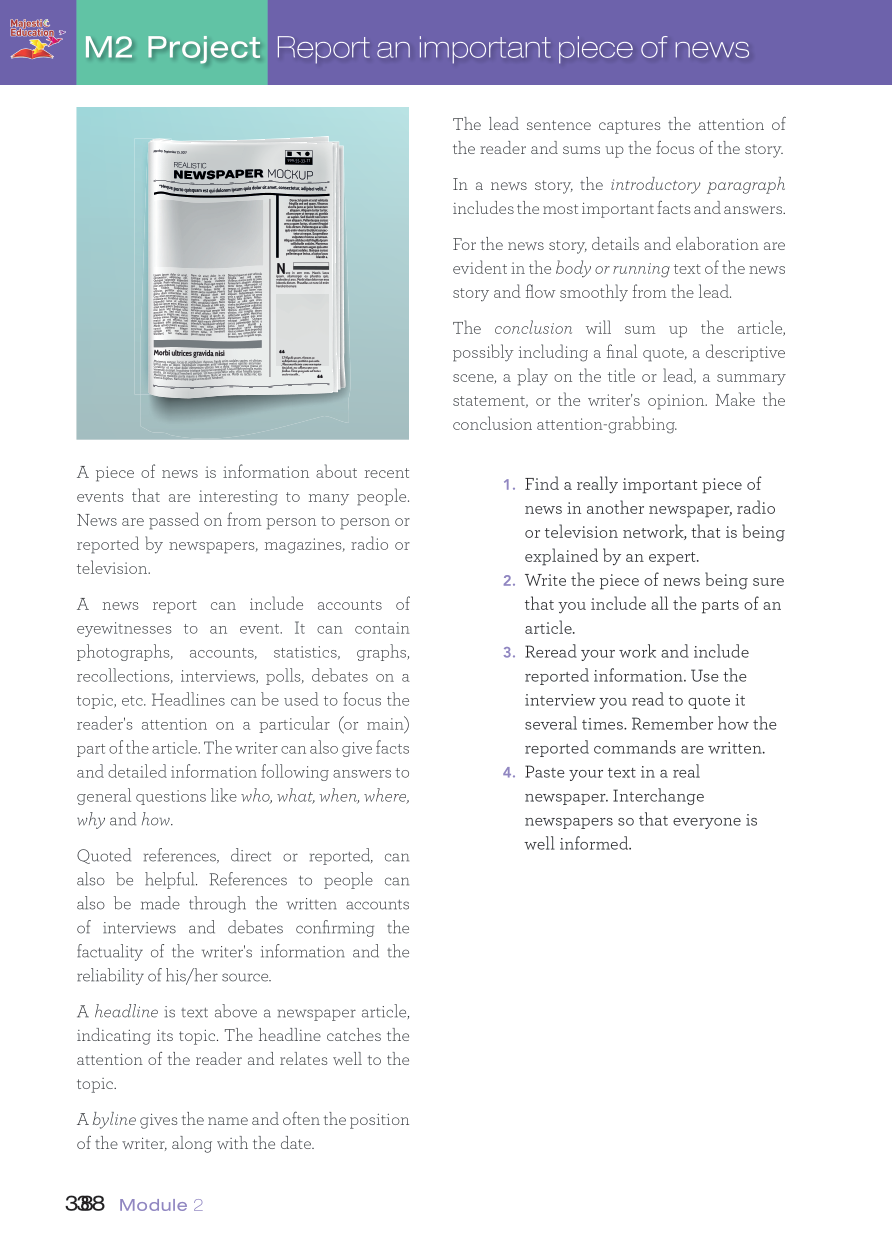 Majestic
Education
M2 Project Report an important piece of news
REALISTIC
NEWSPAPER MOCKUP
Morbi ultrices gravida nisi
A piece of news is information about recent
events that are interesting to many people.
News are passed on from person to person or
reported by newspapers, magazines, radio or
television.
A news report can include accounts of
eyewitnesses to an event. It can contain
photographs, accounts, statistics, graphs,
recollections, interviews, polls, debates on a
topic, etc. Headlines can be used to focus the
reader's attention on a particular (or main)
part of the article. The writer can also give facts
and detailed information following answers to
general questions like who, what, when, where,
why and how.
Quoted references, direct or reported, can
also be helpful. References to people can
also be made through the written accounts
of interviews and debates confirming the
factuality of the writer's information and the
reliability of his/her source.
A headline is text above a newspaper article,
indicating its topic. The headline catches the
attention of the reader and relates well to the
topic.
A byline gives the name and often the position
of the writer, along with the date.
The lead sentence captures the attention of
the reader and sums up the focus of the story.
In a news story, the introductory paragraph
includes the most important facts and answers.
For the news story, details and elaboration are
evident in the body or running text of the news
story and flow smoothly from the lead.
The conclusion will sum up the article,
possibly including a final quote, a descriptive
scene, a play on the title or lead, a summary
statement, or the writer's opinion. Make the
conclusion attention-grabbing.
1. Find a really important piece of
news in another newspaper, radio
or television network, that is being
explained by an expert.
2. Write the piece of news being sure
that you include all the parts of an
article.
3. Reread your work and include
reported information. Use the
interview you read to quote it
several times. Remember how the
reported commands are written.
4. Paste your text in a real
newspaper. Interchange
newspapers so that everyone is
well informed.
Module 2